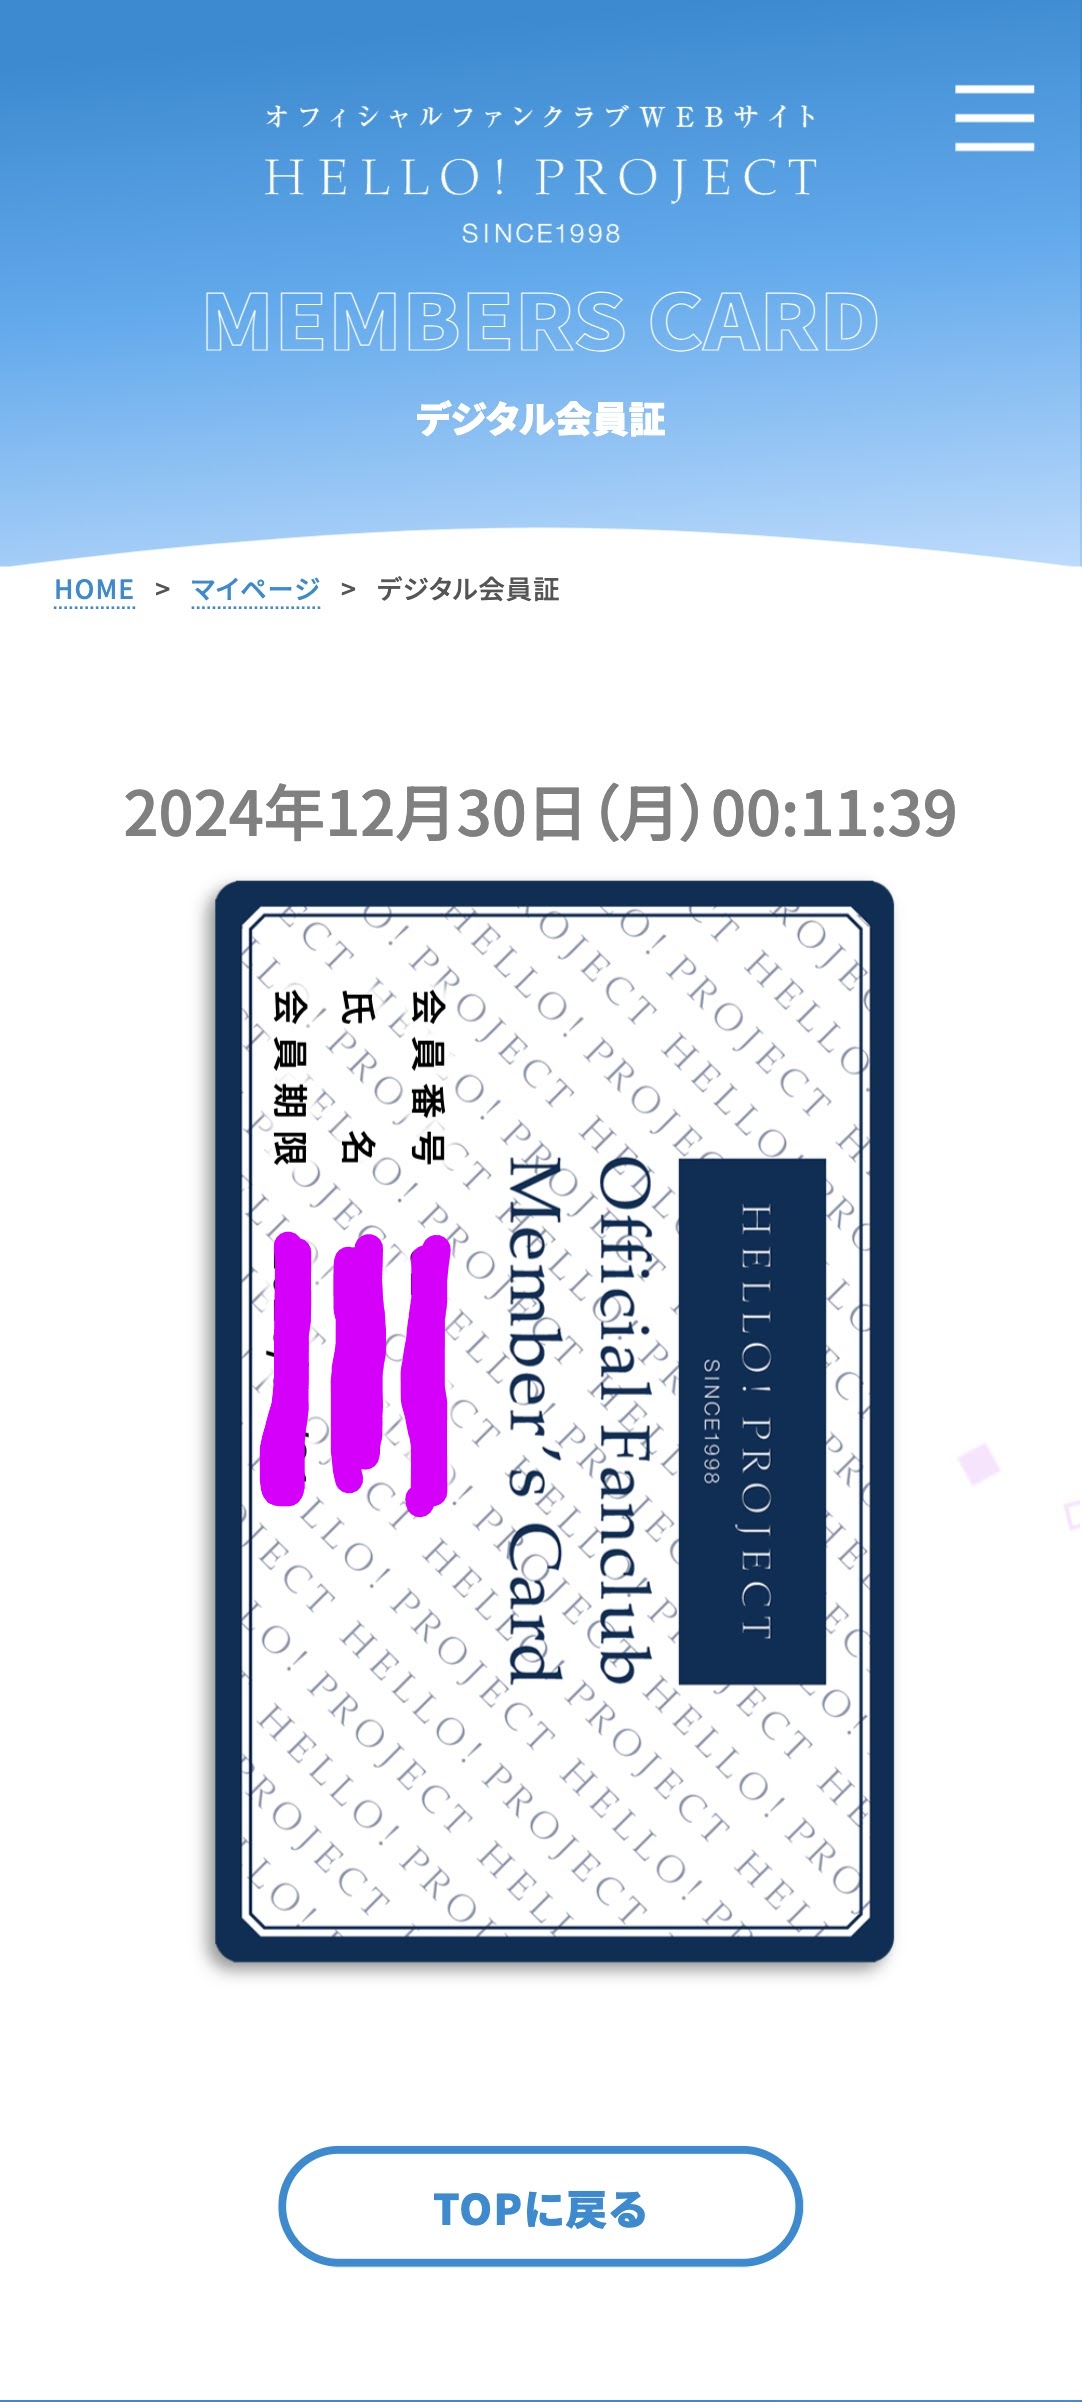 オフィシャルファンクラブWEBサイト
HELLO! PROJECT
SINCE1998
MEMBERS CARD
デジタル会員証
HOME > マイページ > デジタル会員証
2024年12月30日(月)00:11:39
HELLO! PROJECT
SINCE1998
Official Fanclub
Member's Card
会員番号
氏名
会員期限
TOPに戻る